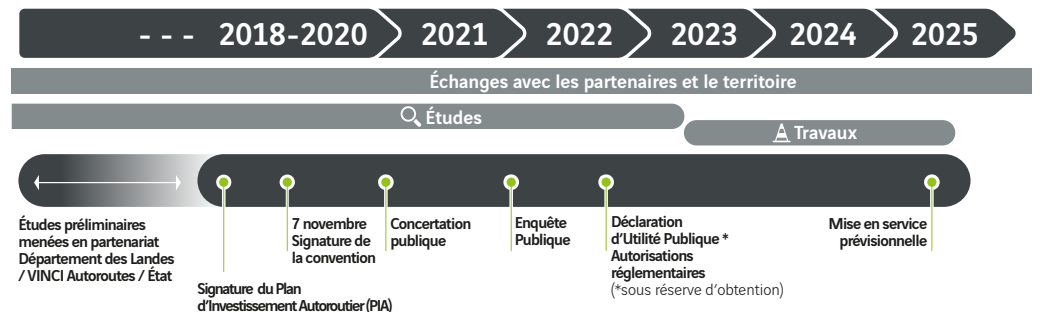 - - - 2018-2020 2021 2022 2023 2024 2025
Échanges avec les partenaires et le territoire
Études
Travaux
Études préliminaires
menées en partenariat
Département des Landes
/ VINCI Autoroutes / État
Signature du Plan
d'Investissement Autoroutier (PIA)
7 novembre
Signature de
la convention
Concertation
publique
Enquête
Publique
Déclaration
d'Utilité Publique *
Autorisations
réglementaires
(*sous réserve d'obtention)
Mise en service
prévisionnelle